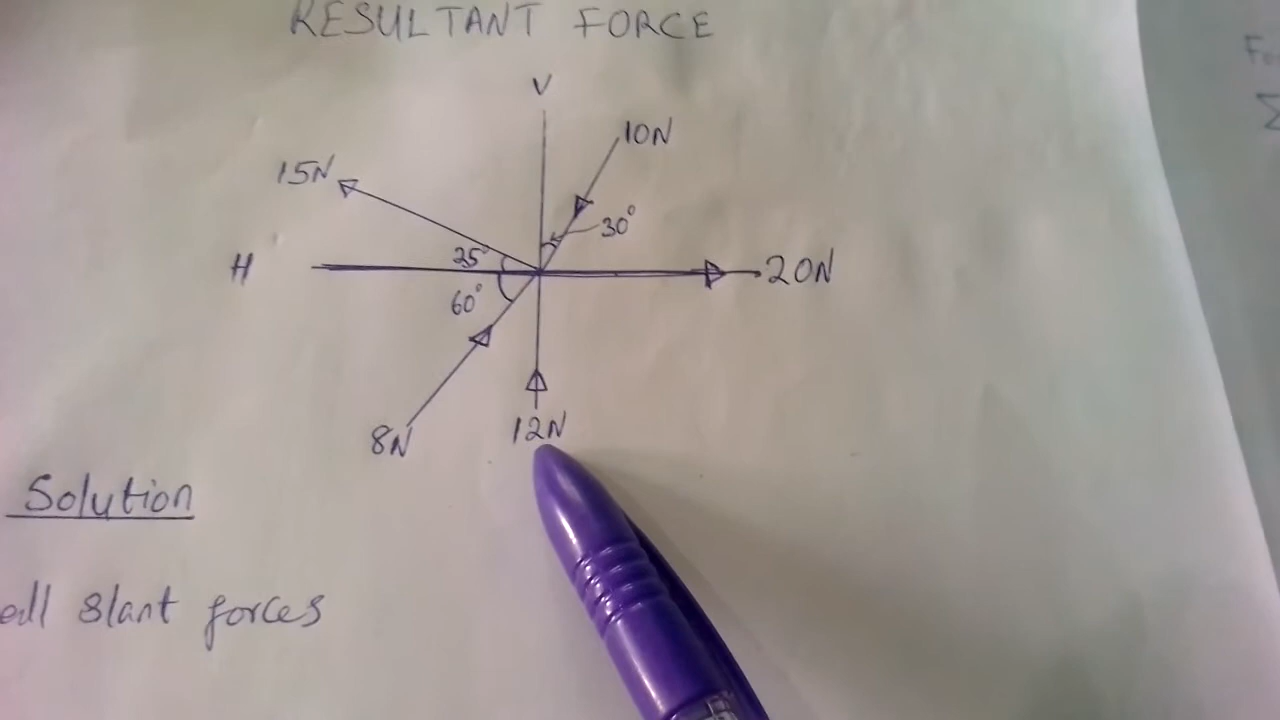 RESULTANT FORCE
V
10N
15N
30°
25°
H
20N
60°
8N
12N
Solution
all slant forces